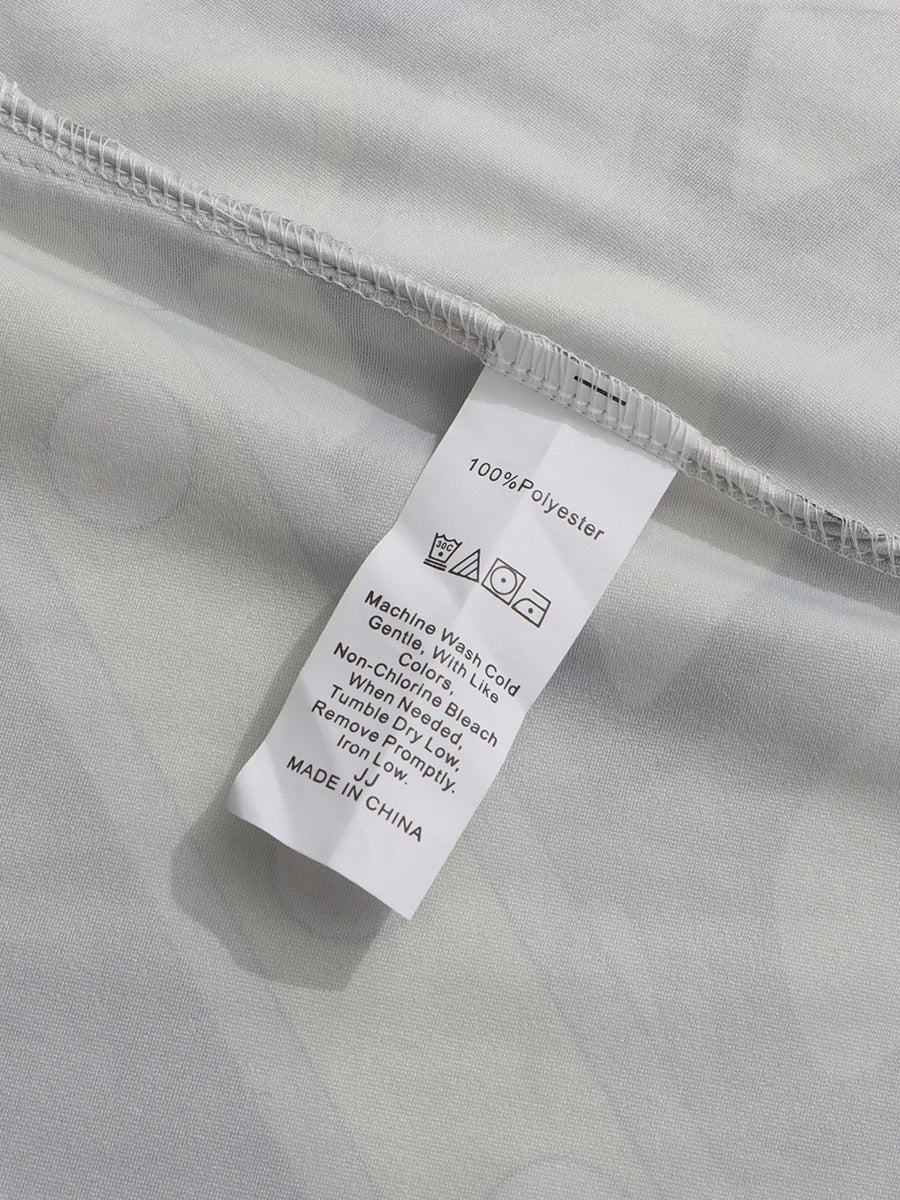 100%Polyester
30C
Machine Wash Cold
Gentle, With Like
Colors,
Non-Chlorine Bleach
When Needed,
Tumble Dry Low,
Remove Promptly.
Iron Low.
JJ
MADE IN CHINA